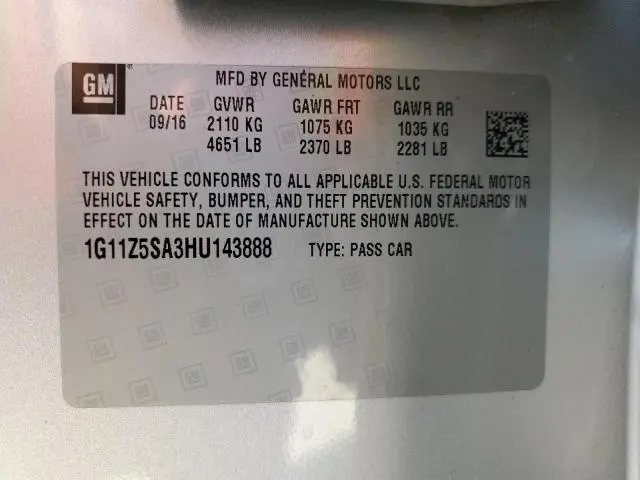 GM
MFD BY GENERAL MOTORS LLC
DATE GVWR GAWR FRT GAWR RR
09/16 2110 KG 1075 KG 1035 KG
4651 LB 2370 LB 2281 LB
THIS VEHICLE CONFORMS TO ALL APPLICABLE U.S. FEDERAL MOTOR
VEHICLE SAFETY, BUMPER, AND THEFT PREVENTION STANDARDS IN
EFFECT ON THE DATE OF MANUFACTURE SHOWN ABOVE.
1G11Z5SA3HU143888 TYPE: PASS CAR